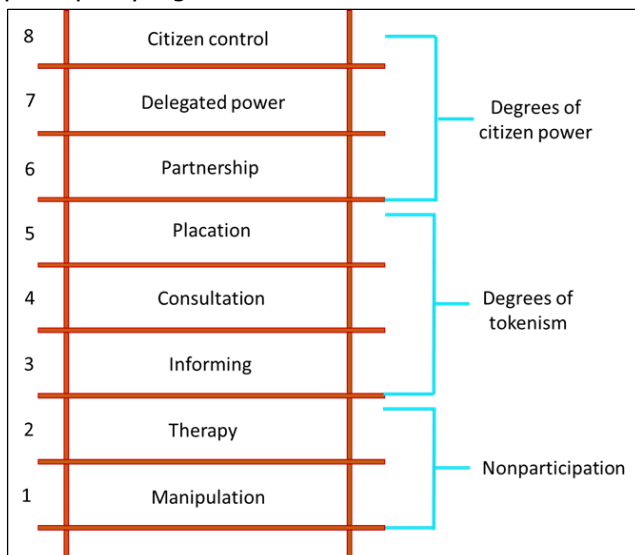 8 Citizen control
7 Delegated power
Degrees of
citizen power
6 Partnership
5 Placation
4 Consultation
Degrees of
tokenism
3 Informing
2 Therapy
Nonparticipation
1 Manipulation